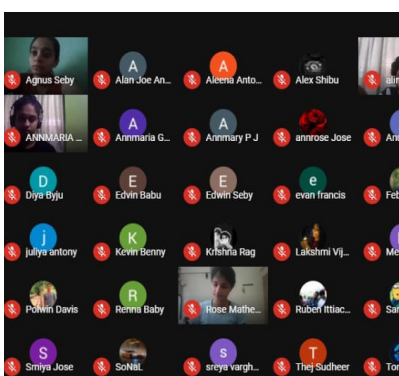 A A A
Agnus Seby Alan Joe An... Aleena Anto... Alex Shibu
A A
ANNMARIA ... Annmaria G... Annmary P J annrose Jose
D E E e
Diya Byju Edvin Babu Edwin Seby evan francis
j K
juliya antony Kevin Benny Krishna Rag Lakshmi Vij...
R
Polwin Davis Renna Baby Rose Mathe... Ruben Ittiac...
S s T
Smiya Jose SoNaL sreya vargh... Thej Sudheer